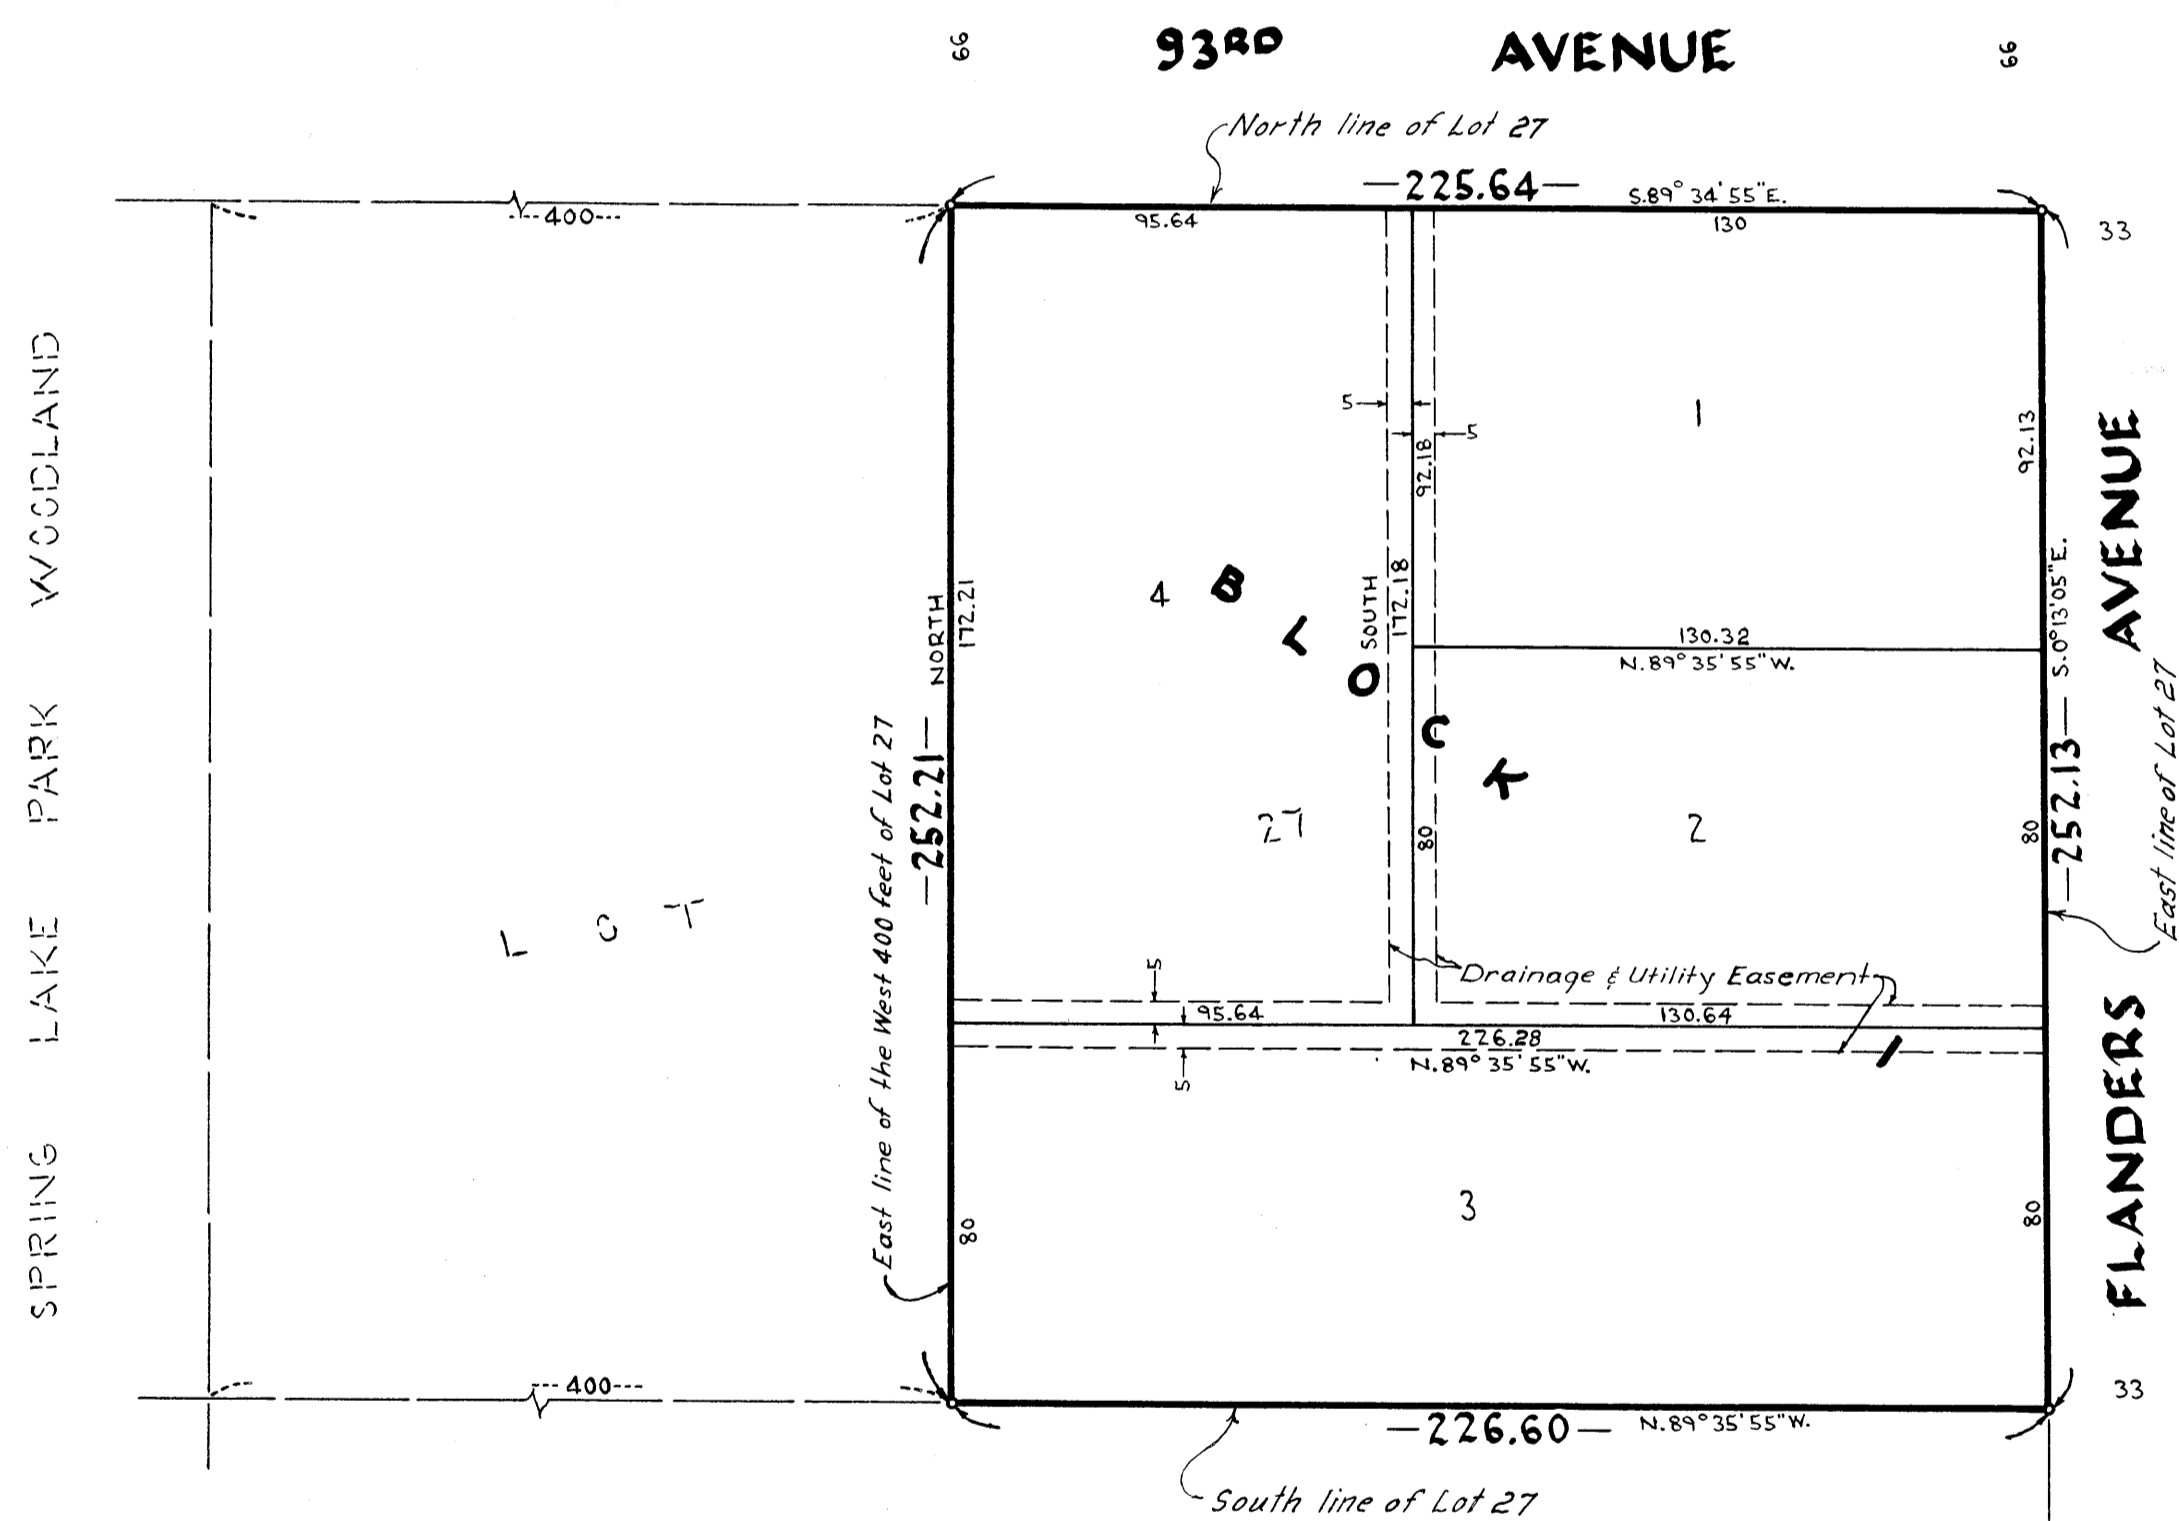 66
93RD AVENUE
66
North line of Lot 27
—225.64—
S.89°34'55"E.
---400---
95.64
130
33
SPRING LAKE PARK WOODLAND
LOT
27
East line of the West 400 feet of Lot 27
—252.21— NORTH
172.21
80
4
BLOCK
1
5
5
SOUTH
172.18
92.18
80
1
92.13
130.32
N.89°35'55"W.
2
80
—252.13— S.0°13'05"E.
East line of Lot 27
FLANDERS AVENUE
Drainage & Utility Easement
5
95.64
130.64
226.28
N.89°35'55"W.
5
3
80
---400---
33
—226.60— N.89°35'55"W.
South line of Lot 27